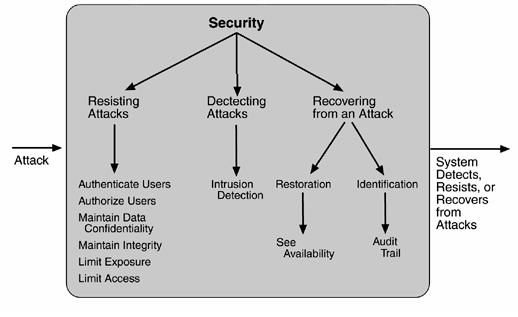 Security
Resisting
Attacks
Dectecting
Attacks
Recovering
from an Attack
Attack
Authenticate Users
Authorize Users
Maintain Data
Confidentiality
Maintain Integrity
Limit Exposure
Limit Access
Intrusion
Detection
Restoration
Identification
See
Availability
Audit
Trail
System
Detects,
Resists, or
Recovers
from
Attacks